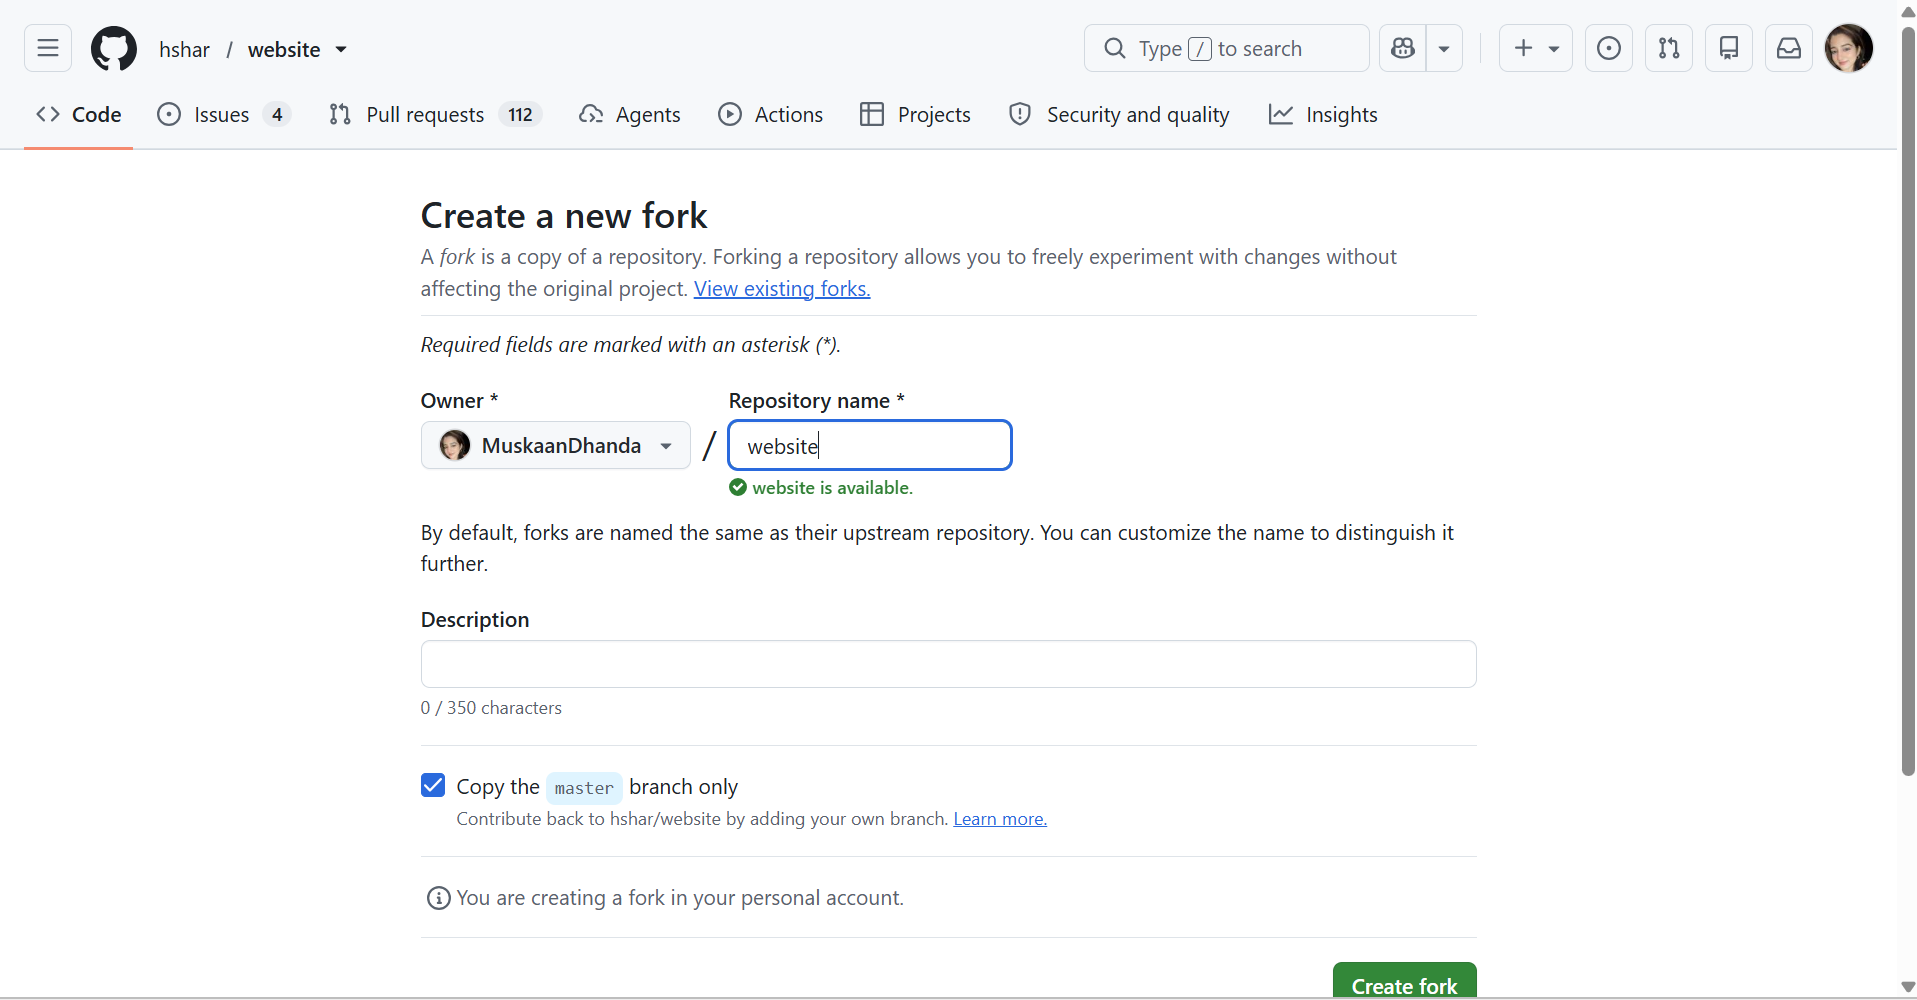 hshar / website
Type / to search
Code
Issues 4
Pull requests 112
Agents
Actions
Projects
Security and quality
Insights
Create a new fork
A fork is a copy of a repository. Forking a repository allows you to freely experiment with changes without
affecting the original project. View existing forks.
Required fields are marked with an asterisk (*).
Owner *
Repository name *
MuskaanDhanda / website
website is available.
By default, forks are named the same as their upstream repository. You can customize the name to distinguish it
further.
Description
0 / 350 characters
Copy the master branch only
Contribute back to hshar/website by adding your own branch. Learn more.
You are creating a fork in your personal account.
Create fork